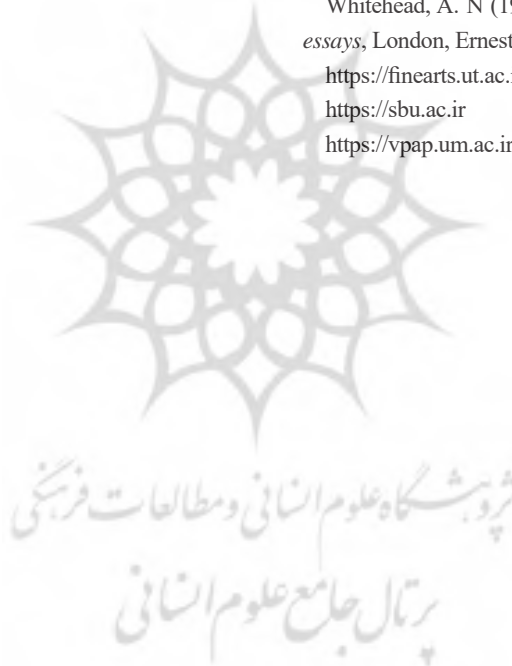 Whitehead, A. N (19
essays, London, Ernest
https://finearts.ut.ac.i
https://sbu.ac.ir
https://vpap.um.ac.ir
پژوهشگاه علوم انسانی و مطالعات فرهنگی
پرتال جامع علوم انسانی